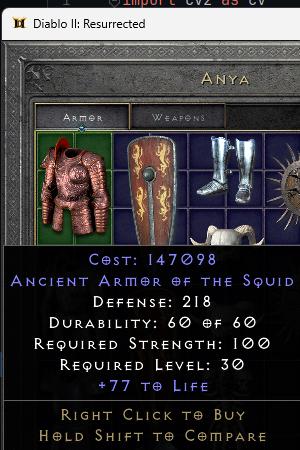 import cv2 as cv
Diablo II: Resurrected
Anya
Armor
Weapons
Cost: 147098
Ancient Armor of the Squid
Defense: 218
Durability: 60 of 60
Required Strength: 100
Required Level: 30
+77 to Life
Right Click to Buy
Hold Shift to Compare